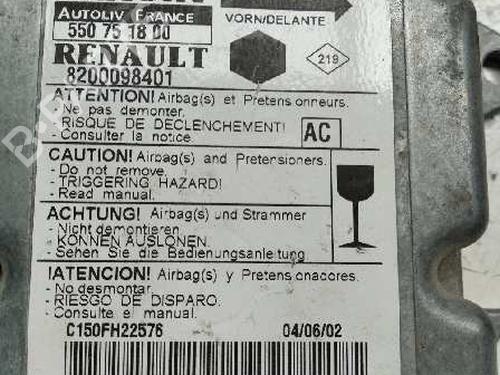 AUTOLIV FRANCE
550 75 18 00
VORN/DELANTE
RENAULT
8200098401
219
ATTENTION! Airbag(s) et Pretensionneurs.
- Ne pas demonter.
- RISQUE DE DECLENCHEMENT!
- Consulter la notice.
AC
CAUTION! Airbag(s) and Pretensioners.
- Do not remove.
- TRIGGERING HAZARD!
- Read manual.
ACHTUNG! Airbag(s) und Strammer
- Nicht demontieren.
- KONNEN AUSLONEN.
- Sehen Sie die Bedienungsanleitung
!ATENCION! Airbag(s) y Pretensionacores.
- No desmontar.
- RIESGO DE DISPARO.
- Consulte el manual.
C150FH22576
04/06/02